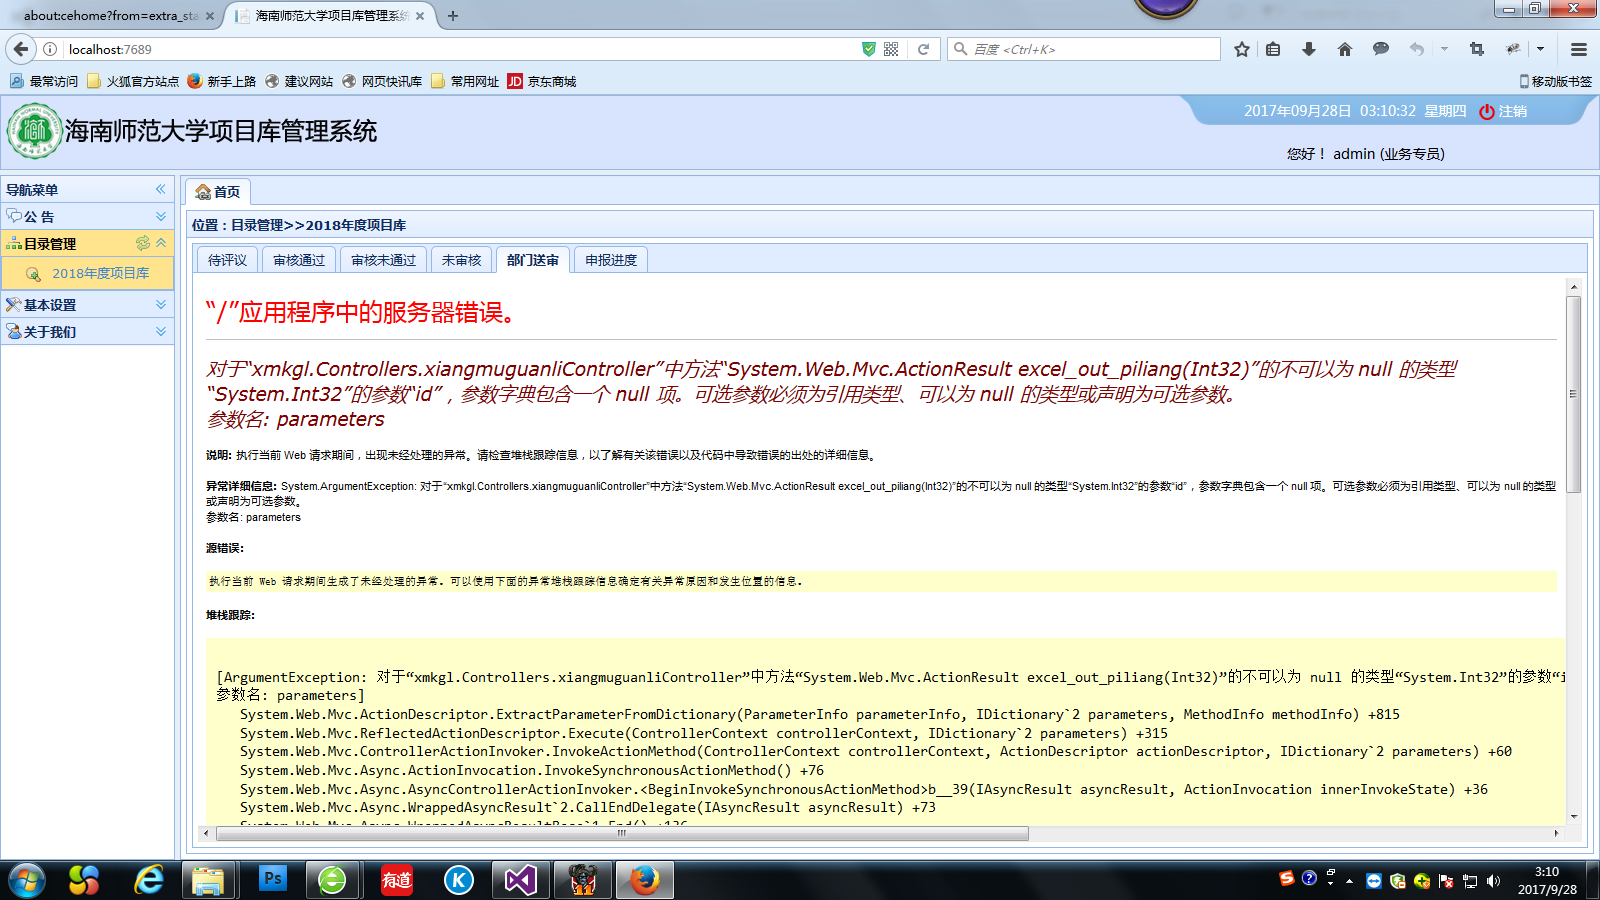 about:cehome?from=extra_sta
海南师范大学项目库管理系统
localhost:7689
百度 <Ctrl+K>
最常访问
火狐官方站点
新手上路
建议网站
网页快讯库
常用网址
JD 京东商城
移动版书签
海南师范大学项目库管理系统
2017年09月28日 03:10:32 星期四 注销
您好！ admin (业务专员)
导航菜单
公 告
目录管理
2018年度项目库
基本设置
关于我们
首页
位置：目录管理>>2018年度项目库
待评议
审核通过
审核未通过
未审核
部门送审
申报进度
“/”应用程序中的服务器错误。
对于“xmkgl.Controllers.xiangmuguanliController”中方法“System.Web.Mvc.ActionResult excel_out_piliang(Int32)”的不可以为 null 的类型
“System.Int32”的参数“id”，参数字典包含一个 null 项。可选参数必须为引用类型、可以为 null 的类型或声明为可选参数。
参数名: parameters
说明: 执行当前 Web 请求期间，出现未经处理的异常。请检查堆栈跟踪信息，以了解有关该错误以及代码中导致错误的出处的详细信息。
异常详细信息: System.ArgumentException: 对于“xmkgl.Controllers.xiangmuguanliController”中方法“System.Web.Mvc.ActionResult excel_out_piliang(Int32)”的不可以为 null 的类型“System.Int32”的参数“id”，参数字典包含一个 null 项。可选参数必须为引用类型、可以为 null 的类型
或声明为可选参数。
参数名: parameters
源错误:
执行当前 Web 请求期间生成了未经处理的异常。可以使用下面的异常堆栈跟踪信息确定有关异常原因和发生位置的信息。
堆栈跟踪:
[ArgumentException: 对于“xmkgl.Controllers.xiangmuguanliController”中方法“System.Web.Mvc.ActionResult excel_out_piliang(Int32)”的不可以为 null 的类型“System.Int32”的参数“i
参数名: parameters]
System.Web.Mvc.ActionDescriptor.ExtractParameterFromDictionary(ParameterInfo parameterInfo, IDictionary`2 parameters, MethodInfo methodInfo) +815
System.Web.Mvc.ReflectedActionDescriptor.Execute(ControllerContext controllerContext, IDictionary`2 parameters) +315
System.Web.Mvc.ControllerActionInvoker.InvokeActionMethod(ControllerContext controllerContext, ActionDescriptor actionDescriptor, IDictionary`2 parameters) +60
System.Web.Mvc.Async.ActionInvocation.InvokeSynchronousActionMethod() +76
System.Web.Mvc.Async.AsyncControllerActionInvoker.<BeginInvokeSynchronousActionMethod>b__39(IAsyncResult asyncResult, ActionInvocation innerInvokeState) +36
System.Web.Mvc.Async.WrappedAsyncResult`2.CallEndDelegate(IAsyncResult asyncResult) +73
System.Web.Mvc.Async.WrappedAsyncResultBase`1.End() +136
Ps
有道
K
3:10
2017/9/28